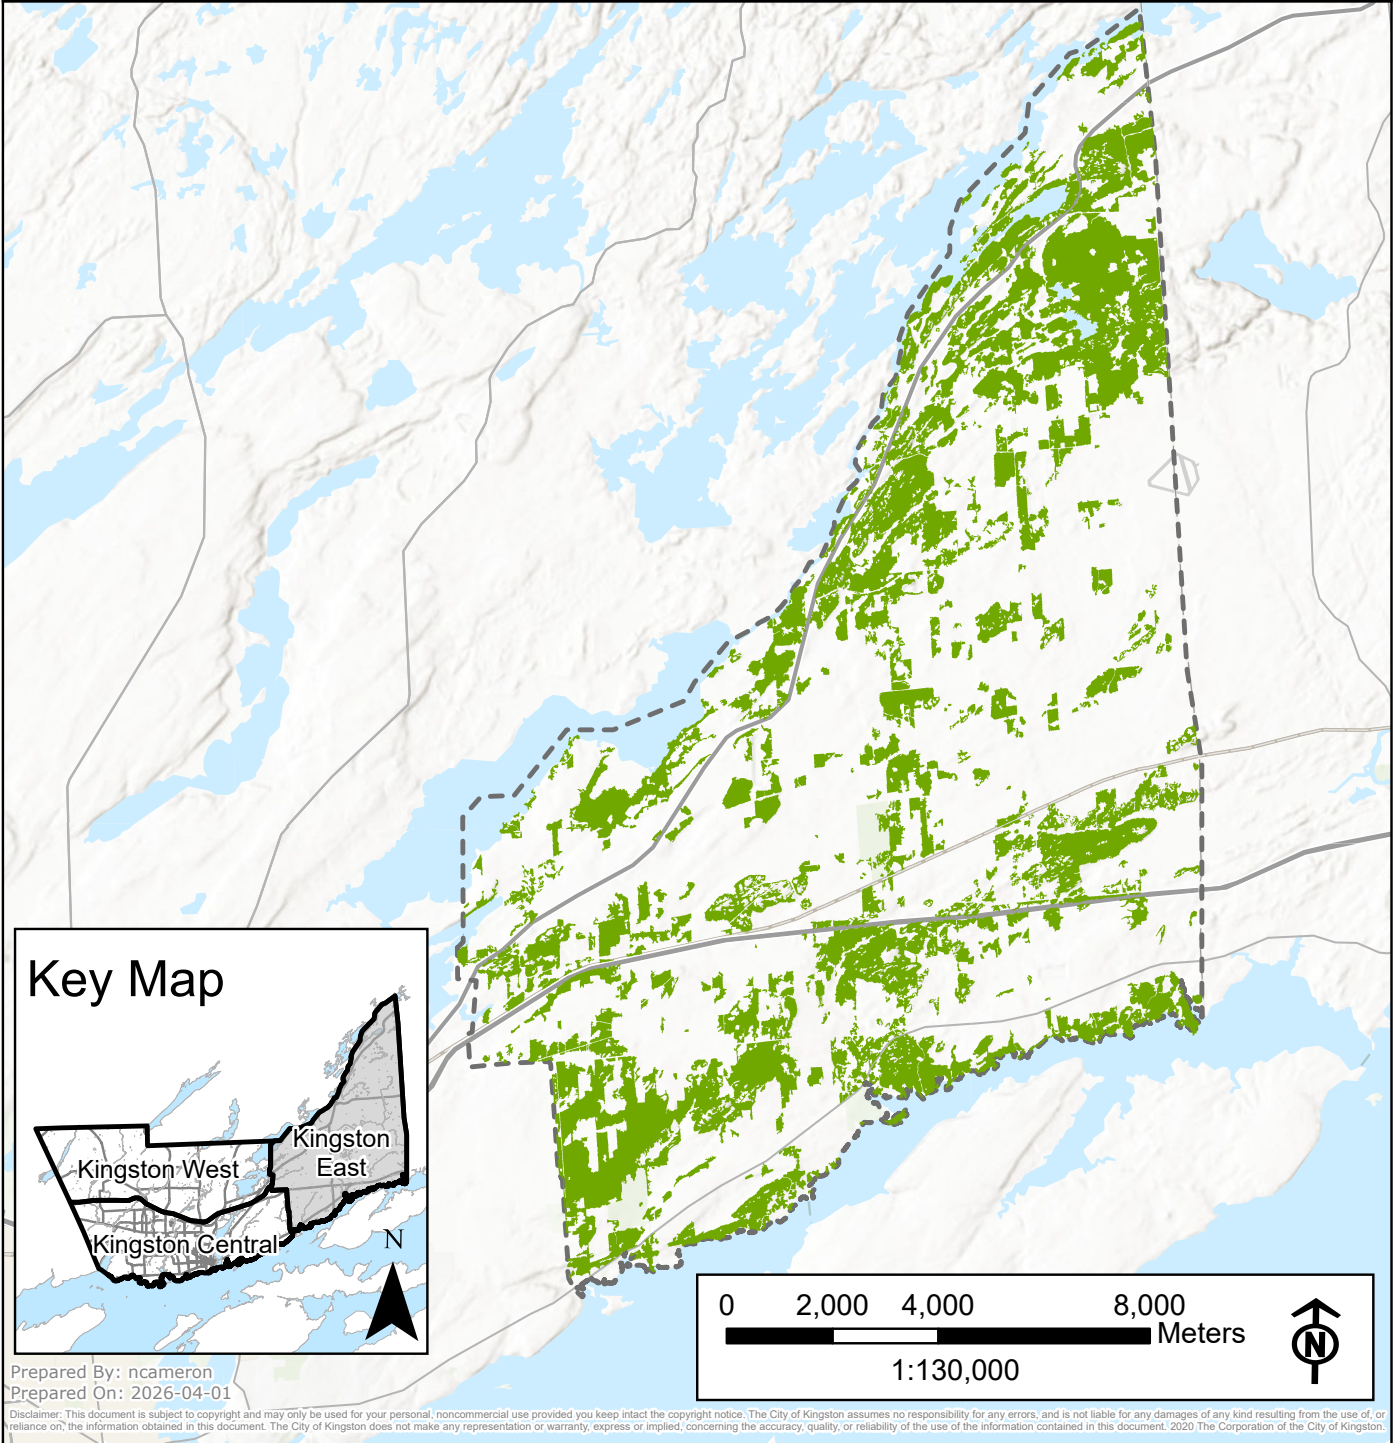 Key Map
Kingston
East
Kingston West
Kingston Central
N
0 2,000 4,000 8,000
Meters
1:130,000
N
Prepared By: ncameron
Prepared On: 2026-04-01
Disclaimer: This document is subject to copyright and may only be used for your personal, noncommercial use provided you keep intact the copyright notice. The City of Kingston assumes no responsibility for any errors, and is not liable for any damages of any kind resulting from the use of, or
reliance on, the information obtained in this document. The City of Kingston does not make any representation or warranty, express or implied, concerning the accuracy, quality, or reliability of the use of the information contained in this document. 2020 The Corporation of the City of Kingston.